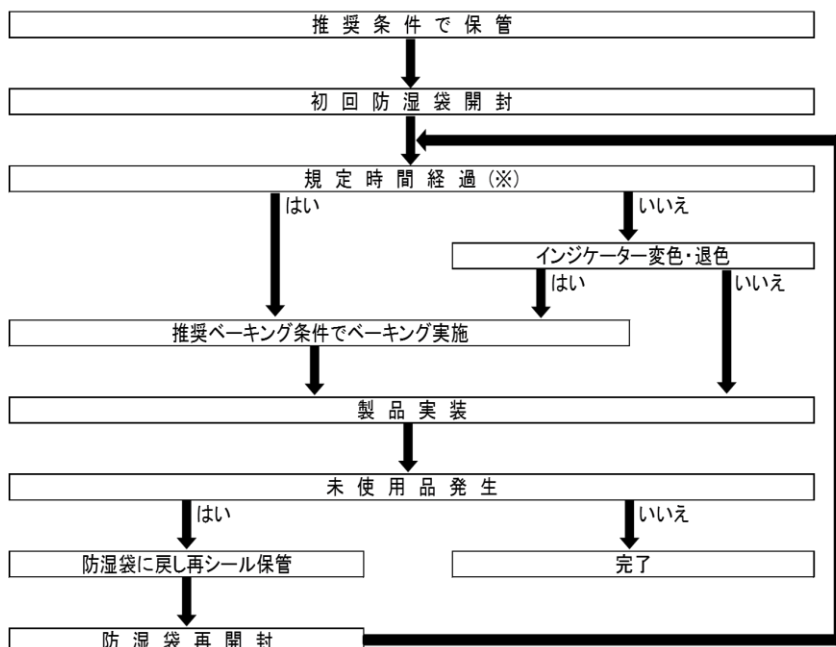 推奨条件で保管
初回防湿袋開封
規定時間経過(※)
はい
いいえ
インジケーター変色・退色
はい
いいえ
推奨ベーキング条件でベーキング実施
製品実装
未使用品発生
はい
いいえ
防湿袋に戻し再シール保管
完了
防湿袋再開封